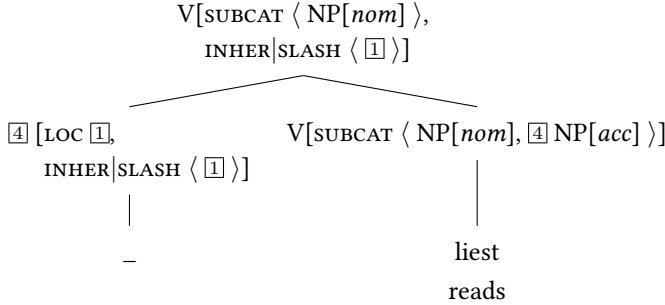 V[SUBCAT ⟨ NP[nom] ⟩,
INHER|SLASH ⟨ 1 ⟩]
4 [LOC 1, V[SUBCAT ⟨ NP[nom], 4 NP[acc] ⟩]
INHER|SLASH ⟨ 1 ⟩]
_ liest
reads